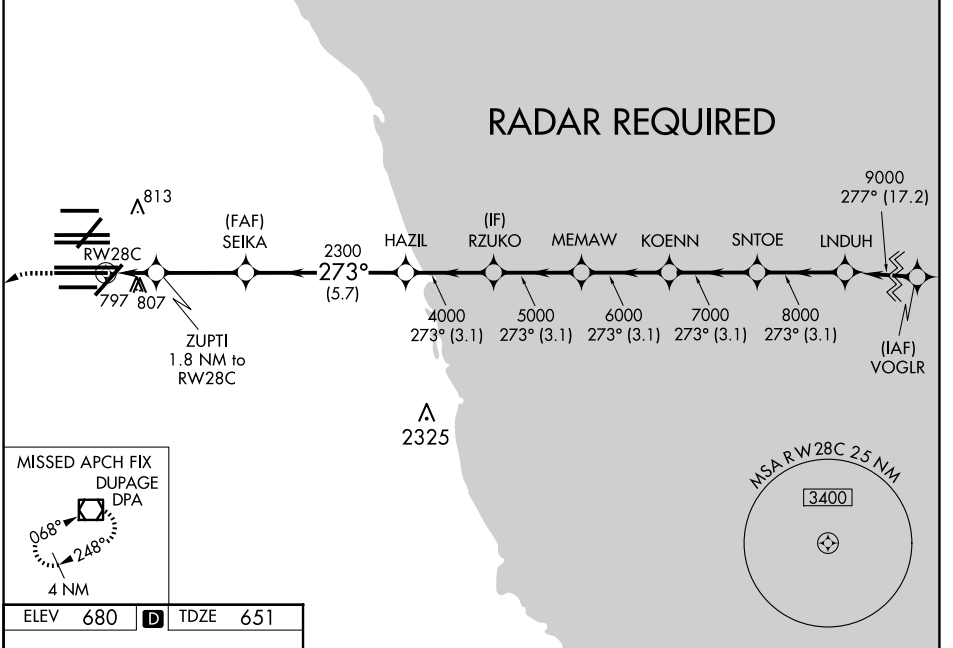 RADAR REQUIRED
813
9000
277° (17.2)
(FAF)
SEIKA
2300
273°
(5.7)
HAZIL
(IF)
RZUKO
MEMAW
KOENN
SNTOE
LNDUH
RW28C
797
807
4000
273° (3.1)
5000
273° (3.1)
6000
273° (3.1)
7000
273° (3.1)
8000
273° (3.1)
ZUPTI
1.8 NM to
RW28C
(IAF)
VOGLR
2325
MISSED APCH FIX
DUPAGE
DPA
068°
248°
4 NM
MSA RW28C 25 NM
3400
ELEV 680 D TDZE 651